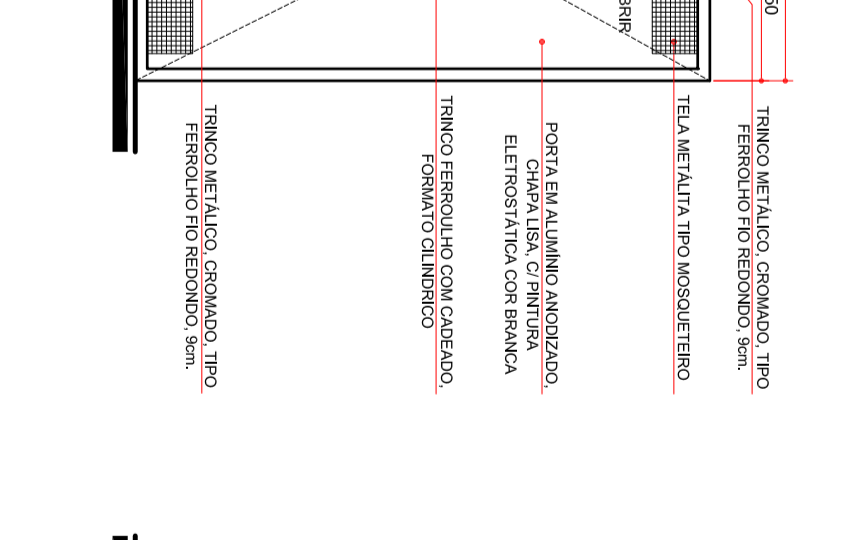 50
TRINCO METÁLICO, CROMADO, TIPO
FERROLHO FIO REDONDO, 9cm.
TELA METÁLITA TIPO MOSQUETEIRO
BRIR
PORTA EM ALUMÍNIO ANODIZADO,
CHAPA LISA, C/ PINTURA
ELETROSTÁTICA COR BRANCA
TRINCO FERROULHO COM CADEADO,
FORMATO CILINDRICO
TRINCO METÁLICO, CROMADO, TIPO
FERROLHO FIO REDONDO, 9cm.